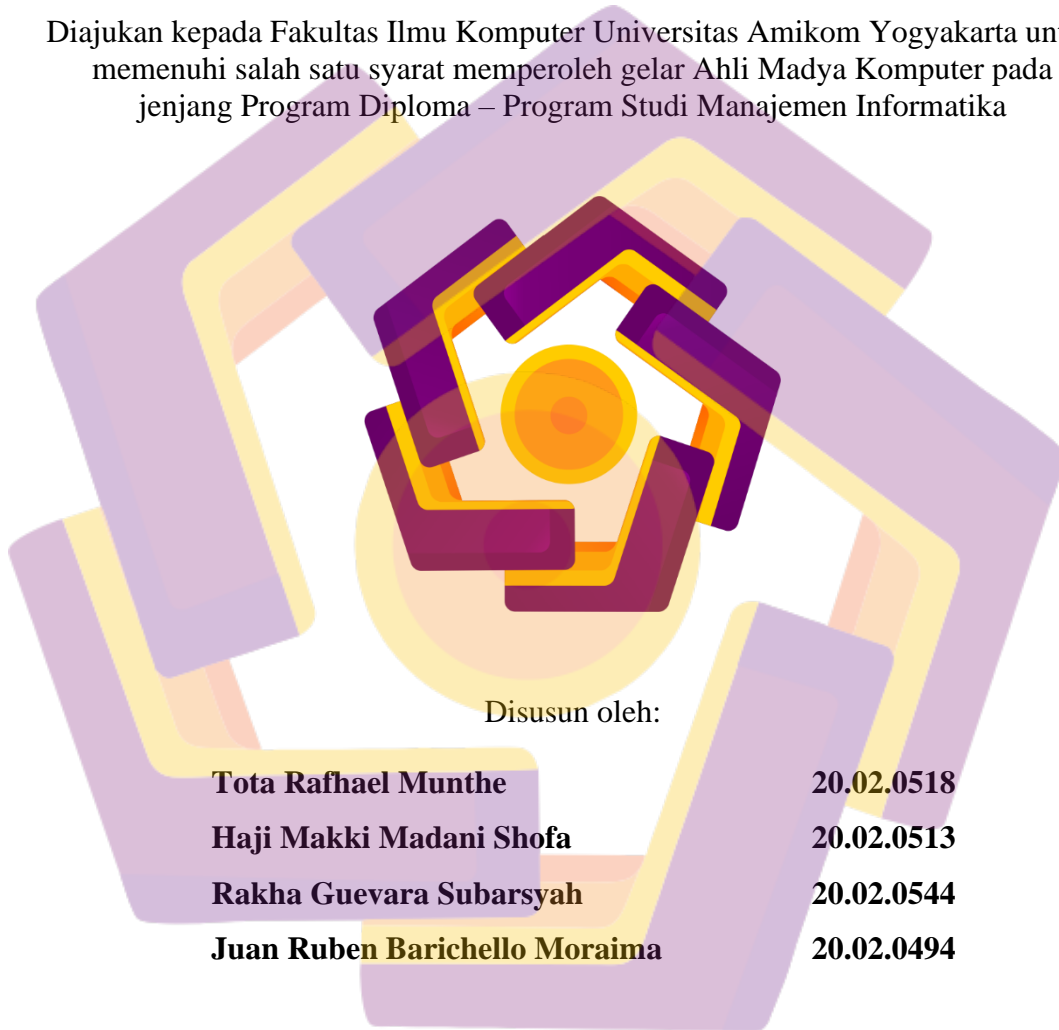 Diajukan kepada Fakultas Ilmu Komputer Universitas Amikom Yogyakarta unt
memenuhi salah satu syarat memperoleh gelar Ahli Madya Komputer pada
jenjang Program Diploma – Program Studi Manajemen Informatika
Disusun oleh:
Tota Rafhael Munthe 20.02.0518
Haji Makki Madani Shofa 20.02.0513
Rakha Guevara Subarsyah 20.02.0544
Juan Ruben Barichello Moraima 20.02.0494